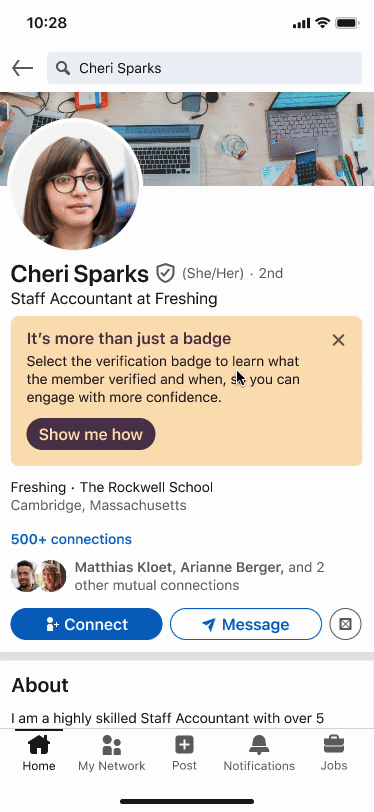 10:28
Cheri Sparks
Cheri Sparks (She/Her) · 2nd
Staff Accountant at Freshing
It's more than just a badge
Select the verification badge to learn what
the member verified and when, so you can
engage with more confidence.
Show me how
Freshing · The Rockwell School
Cambridge, Massachusetts
500+ connections
Matthias Kloet, Arianne Berger, and 2
other mutual connections
Connect
Message
About
I am a highly skilled Staff Accountant with over 5
Home
My Network
Post
Notifications
Jobs